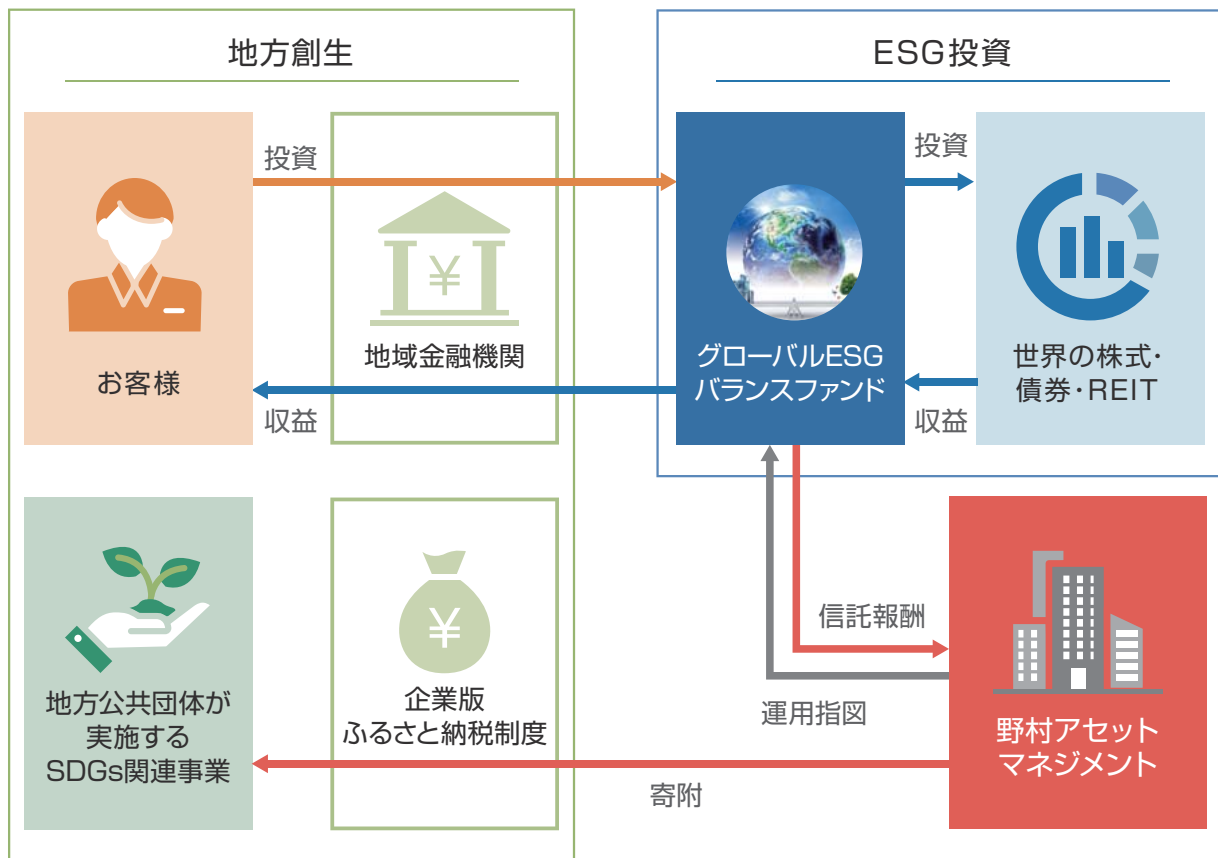 地方創生
ESG投資
投資
投資
¥
お客様
地域金融機関
グローバルESG
バランスファンド
世界の株式・
債券・REIT
収益
収益
¥
信託報酬
運用指図
地方公共団体が
実施する
SDGs関連事業
企業版
ふるさと納税制度
野村アセット
マネジメント
寄附